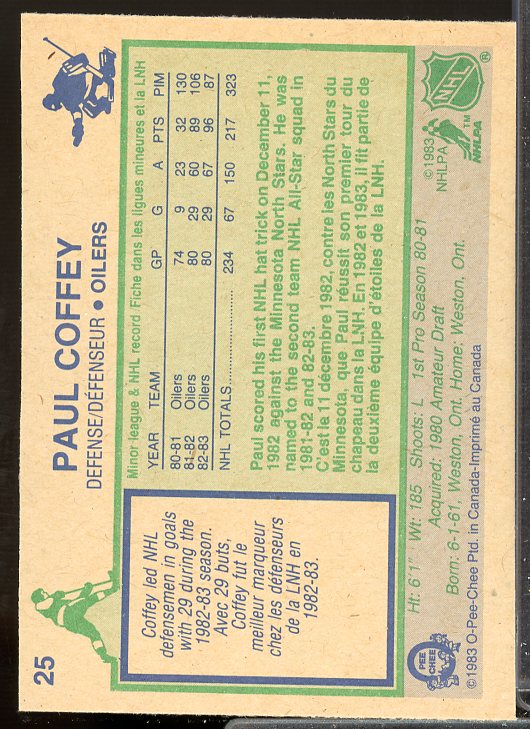 25
PAUL COFFEY
DEFENSE/DÉFENSEUR • OILERS
Coffey led NHL
defensemen in goals
with 29 during the
1982-83 season.
Avec 29 buts,
Coffey fut le
meilleur marqueur
chez les défenseurs
de la LNH en
1982-83.
Minor league & NHL record Fiche dans les ligues mineures et la LNH
YEAR TEAM GP G A PTS PIM
80-81 Oilers 74 9 23 32 130
81-82 Oilers 80 29 60 89 106
82-83 Oilers 80 29 67 96 87
NHL TOTALS 234 67 150 217 323
Paul scored his first NHL hat trick on December 11,
1982 against the Minnesota North Stars. He was
named to the second team NHL All-Star squad in
1981-82 and 82-83.
C'est le 11 décembre 1982, contre les North Stars du
Minnesota, que Paul réussit son premier tour du
chapeau dans la LNH. En 1982 et 1983, il fit partie de
la deuxième équipe d'étoiles de la LNH.
Ht: 6'1" Wt: 185 Shoots: L 1st Pro Season 80-81
Acquired: 1980 Amateur Draft
Born: 6-1-61, Weston, Ont. Home: Weston, Ont.
©1983 O-Pee-Chee Ptd. in Canada-Imprimé au Canada
O
PEE
CHEE
©1983
NHLPA
TM
NHLPA
NHL
®